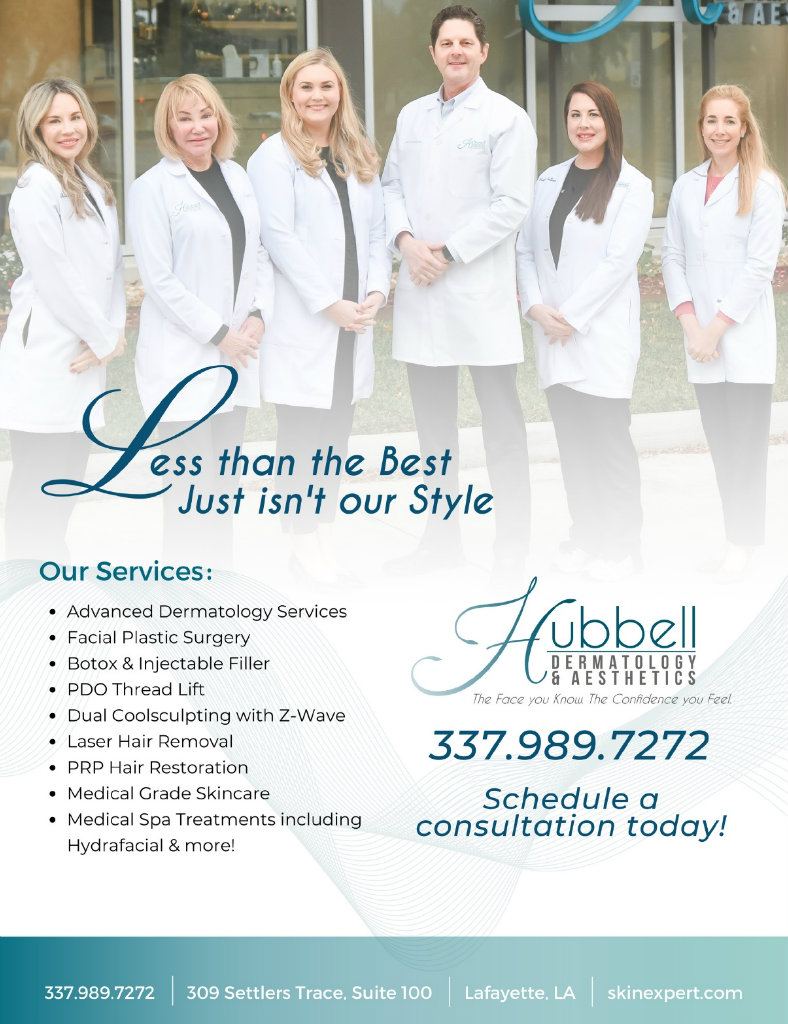 & AE
Less than the Best
Just isn't our Style
Our Services:
• Advanced Dermatology Services
• Facial Plastic Surgery
• Botox & Injectable Filler
• PDO Thread Lift
• Dual Coolsculpting with Z-Wave
• Laser Hair Removal
• PRP Hair Restoration
• Medical Grade Skincare
• Medical Spa Treatments including
Hydrafacial & more!
Hubbell
DERMATOLOGY
& AESTHETICS
The Face you Know. The Confidence you Feel.
337.989.7272
Schedule a
consultation today!
337.989.7272 | 309 Settlers Trace, Suite 100 | Lafayette, LA | skinexpert.com